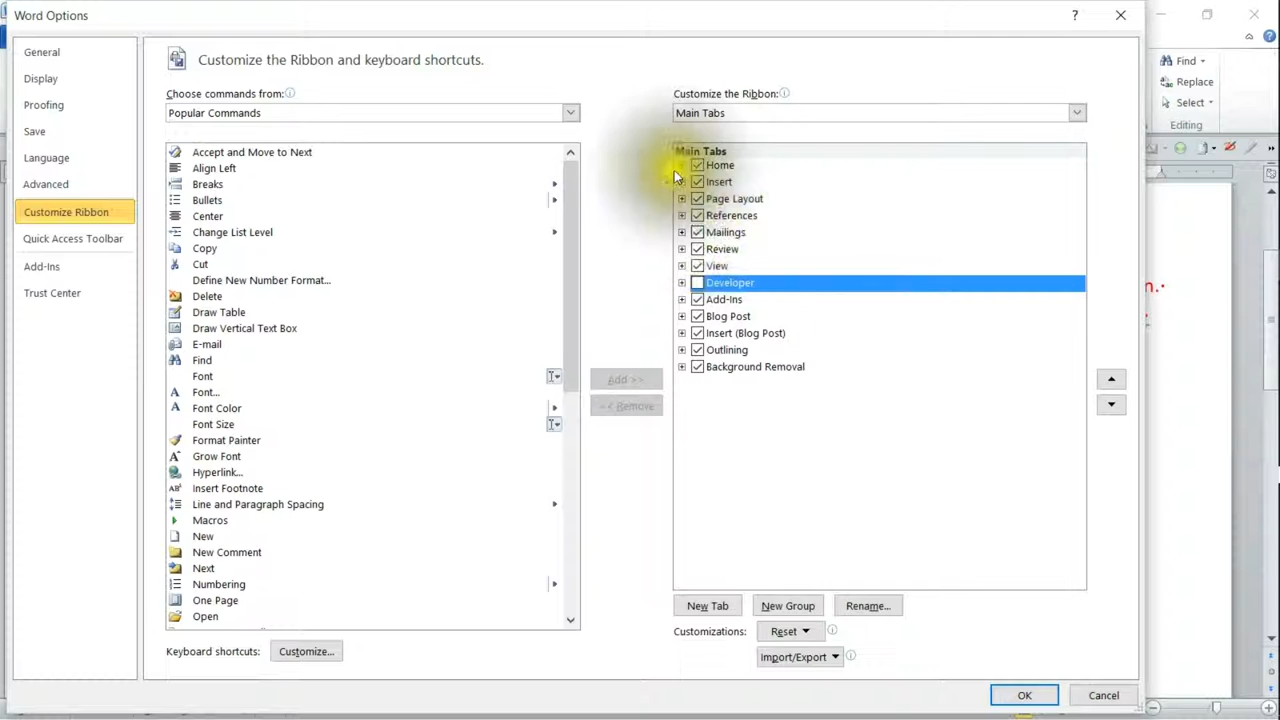 Word Options
?
General
Display
Proofing
Save
Language
Advanced
Customize Ribbon
Quick Access Toolbar
Add-Ins
Trust Center
Customize the Ribbon and keyboard shortcuts.
Choose commands from:
Popular Commands
Accept and Move to Next
Align Left
Breaks
Bullets
Center
Change List Level
Copy
Cut
Define New Number Format...
Delete
Draw Table
Draw Vertical Text Box
E-mail
Find
Font
Font...
Font Color
Font Size
Format Painter
Grow Font
Hyperlink...
Insert Footnote
Line and Paragraph Spacing
Macros
New
New Comment
Next
Numbering
One Page
Open
Keyboard shortcuts: Customize...
Add >>
<< Remove
Customize the Ribbon:
Main Tabs
Main Tabs
Home
Insert
Page Layout
References
Mailings
Review
View
Developer
Add-Ins
Blog Post
Insert (Blog Post)
Outlining
Background Removal
New Tab New Group Rename...
Customizations: Reset
Import/Export
OK Cancel
Find
Replace
Select
Editing